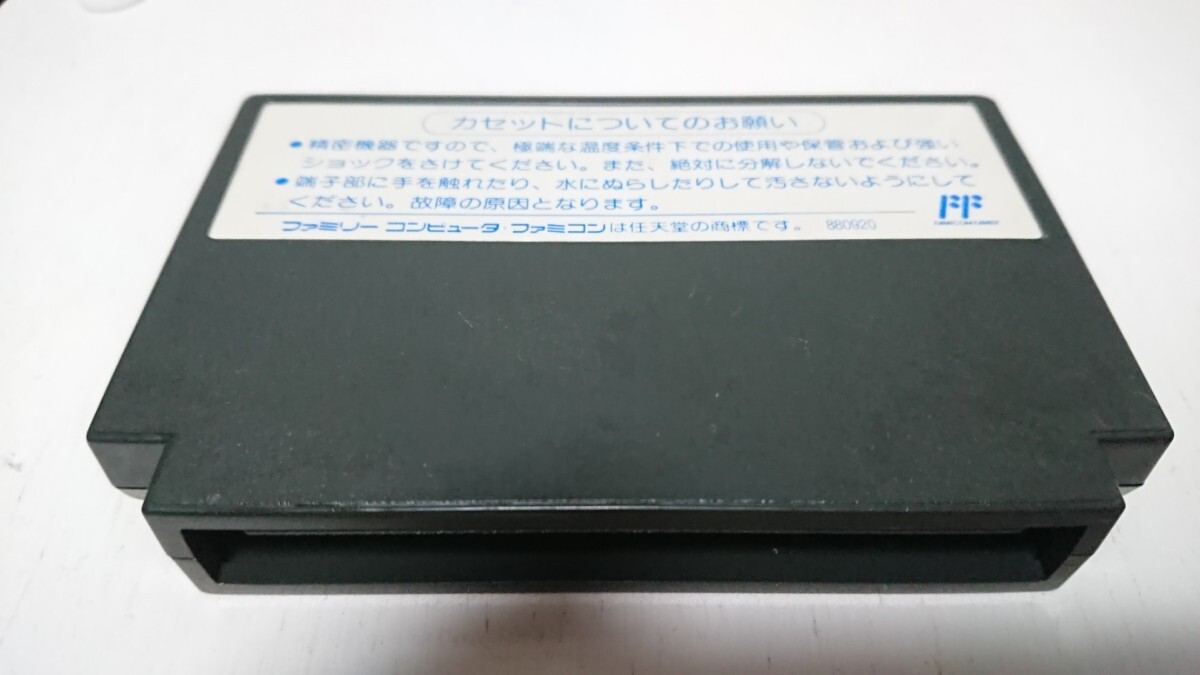 カセットについてのお願い
●精密機器ですので、極端な温度条件下での使用や保管および強い
ショックをさけてください。また、絶対に分解しないでください。
●端子部に手を触れたり、水にぬらしたりして汚さないようにして
ください。故障の原因となります。
ファミリー コンピュータ・ファミコンは任天堂の商標です。 880920